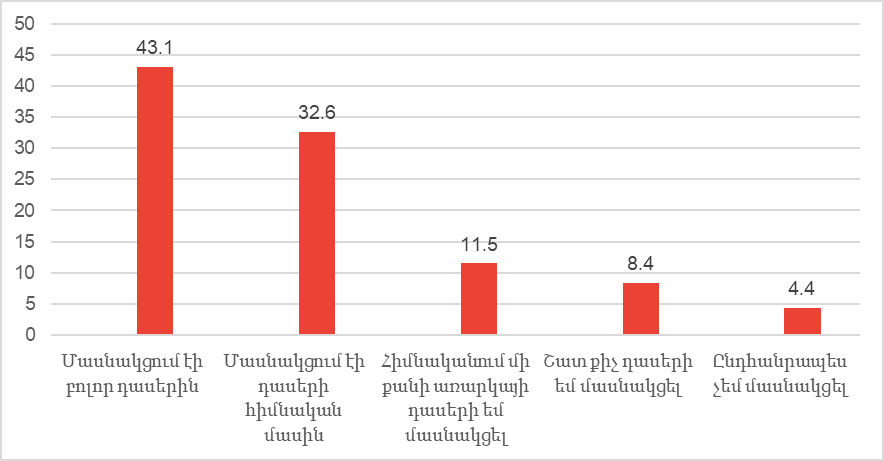 50
45
40
35
30
25
20
15
10
5
0
43.1
32.6
11.5
8.4
4.4
Մասնակցում էի
բոլոր դասերին
Մասնակցում էի
դասերի
հիմնական
մասին
Հիմնականում մի
քանի առարկայի
դասերի եմ
մասնակցել
Շատ քիչ դասերի
եմ մասնակցել
Ընդհանրապես
չեմ մասնակցել